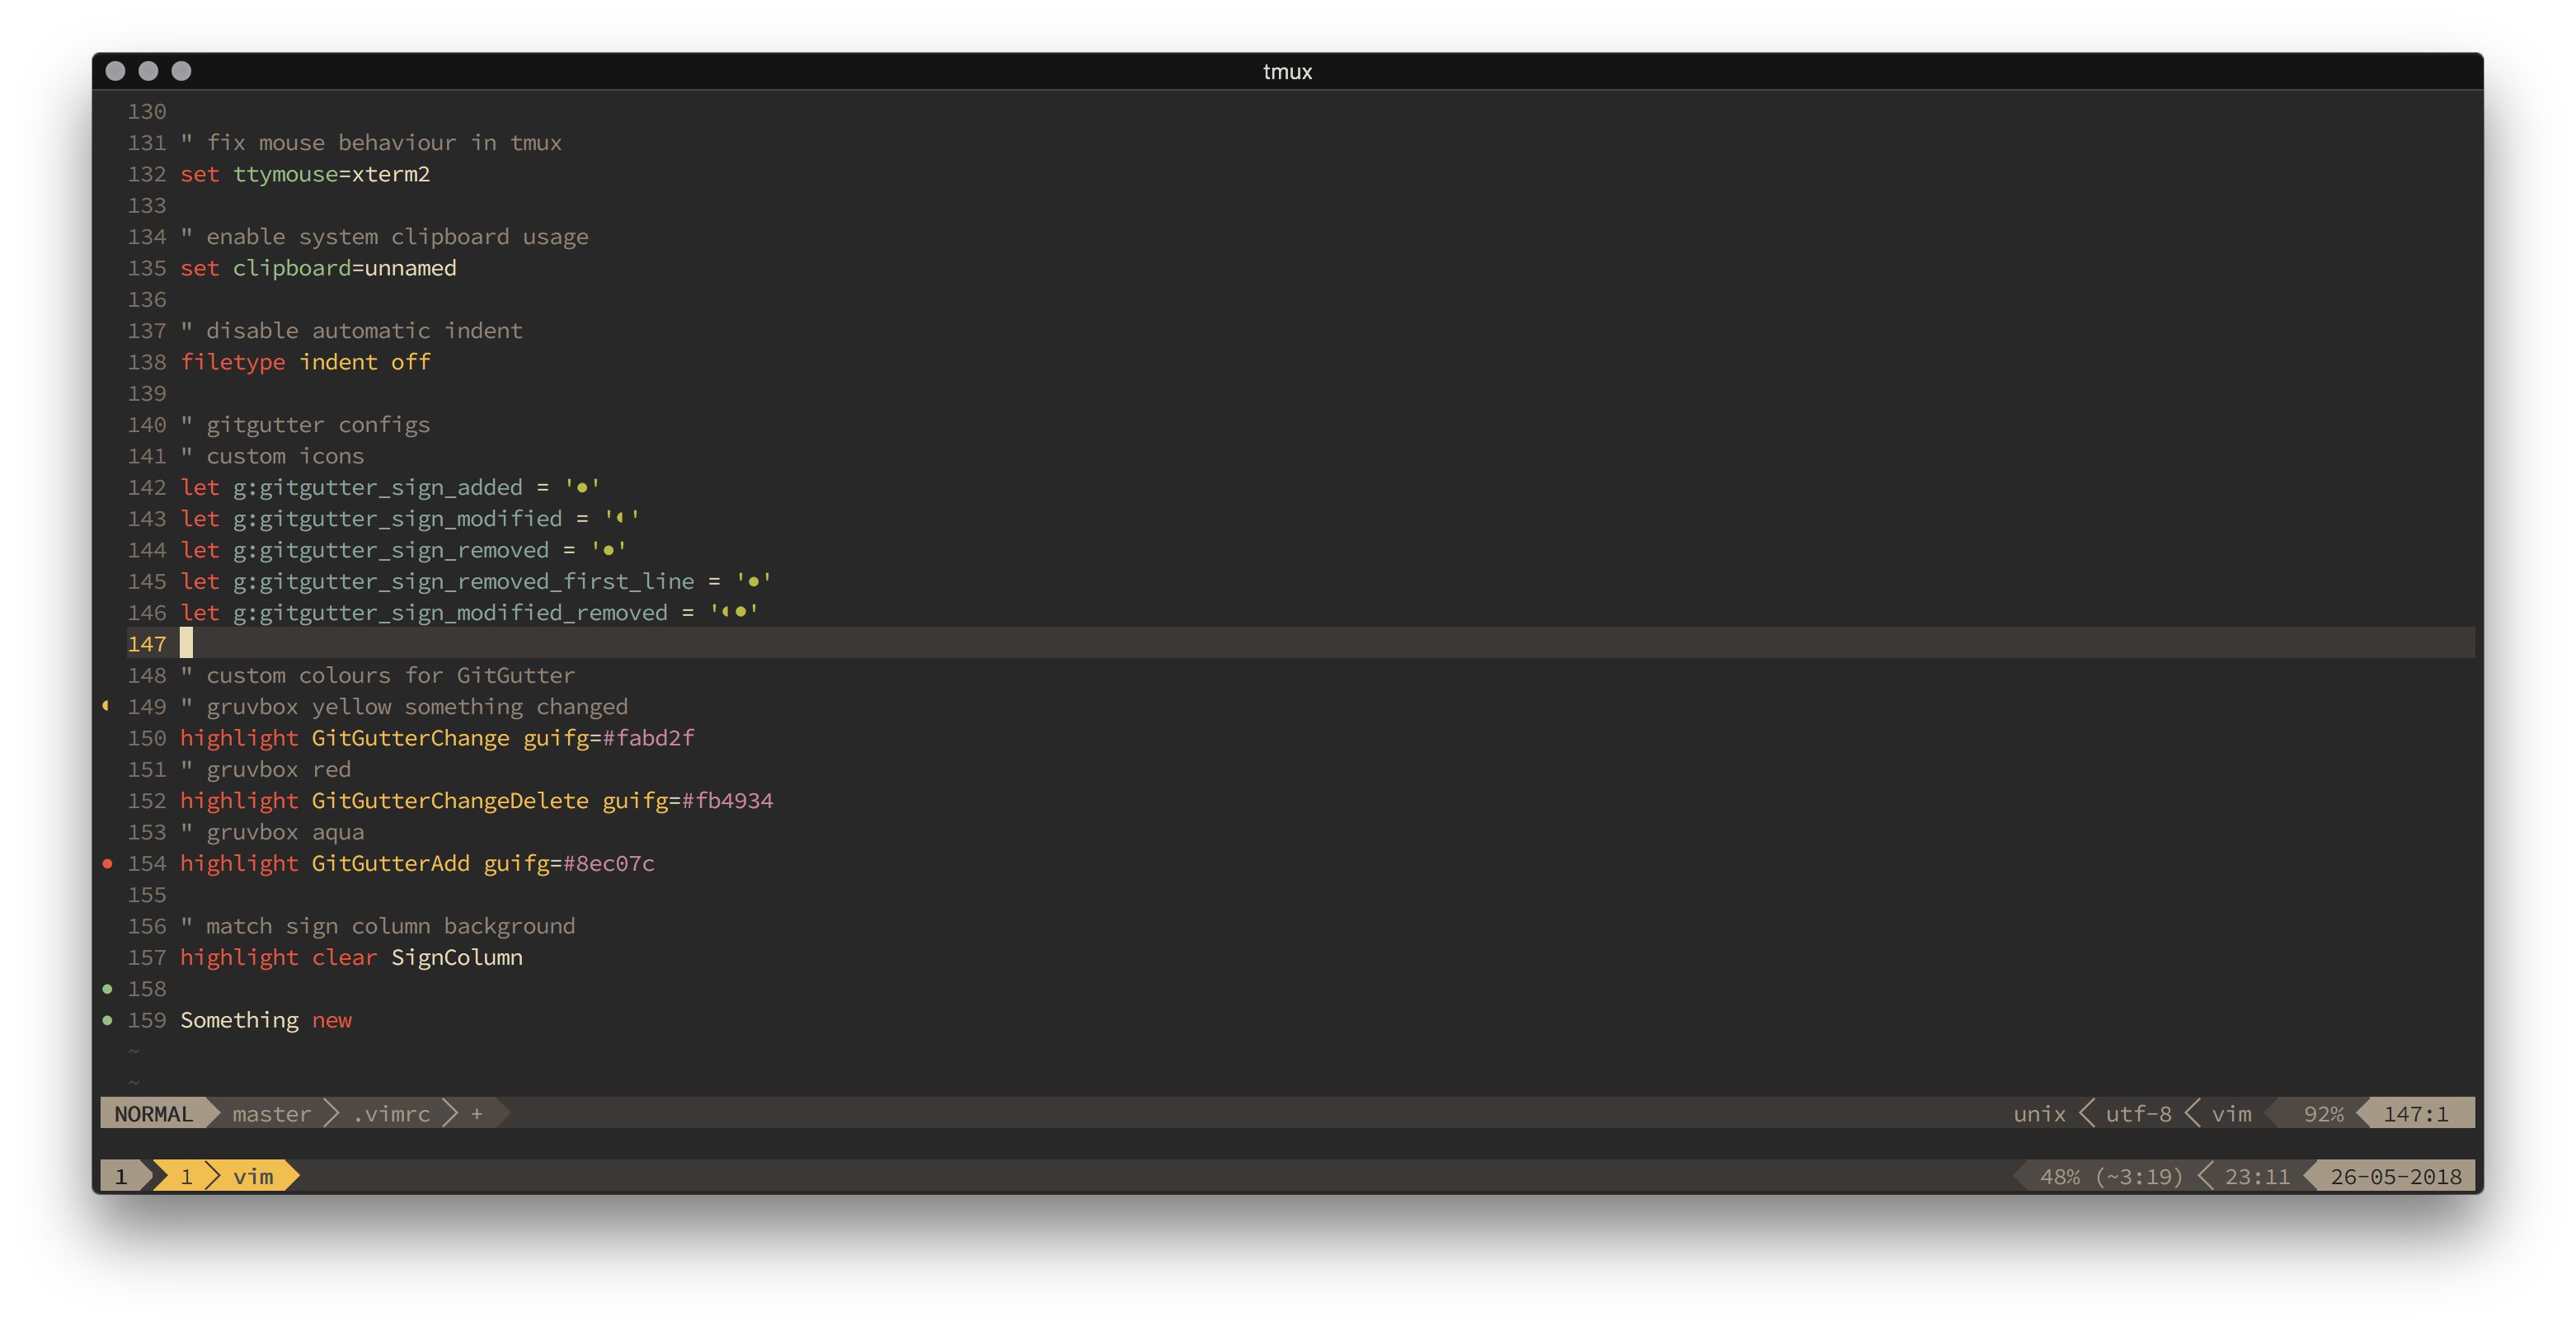 tmux
130
131 " fix mouse behaviour in tmux
132 set ttymouse=xterm2
133
134 " enable system clipboard usage
135 set clipboard=unnamed
136
137 " disable automatic indent
138 filetype indent off
139
140 " gitgutter configs
141 " custom icons
142 let g:gitgutter_sign_added = '●'
143 let g:gitgutter_sign_modified = '◖'
144 let g:gitgutter_sign_removed = '●'
145 let g:gitgutter_sign_removed_first_line = '●'
146 let g:gitgutter_sign_modified_removed = '◖●'
147
148 " custom colours for GitGutter
◖ 149 " gruvbox yellow something changed
150 highlight GitGutterChange guifg=#fabd2f
151 " gruvbox red
152 highlight GitGutterChangeDelete guifg=#fb4934
153 " gruvbox aqua
● 154 highlight GitGutterAdd guifg=#8ec07c
155
156 " match sign column background
157 highlight clear SignColumn
● 158
● 159 Something new
~
~
NORMAL master .vimrc + unix utf-8 vim 92% 147:1
1 1 vim 48% (~3:19) 23:11 26-05-2018